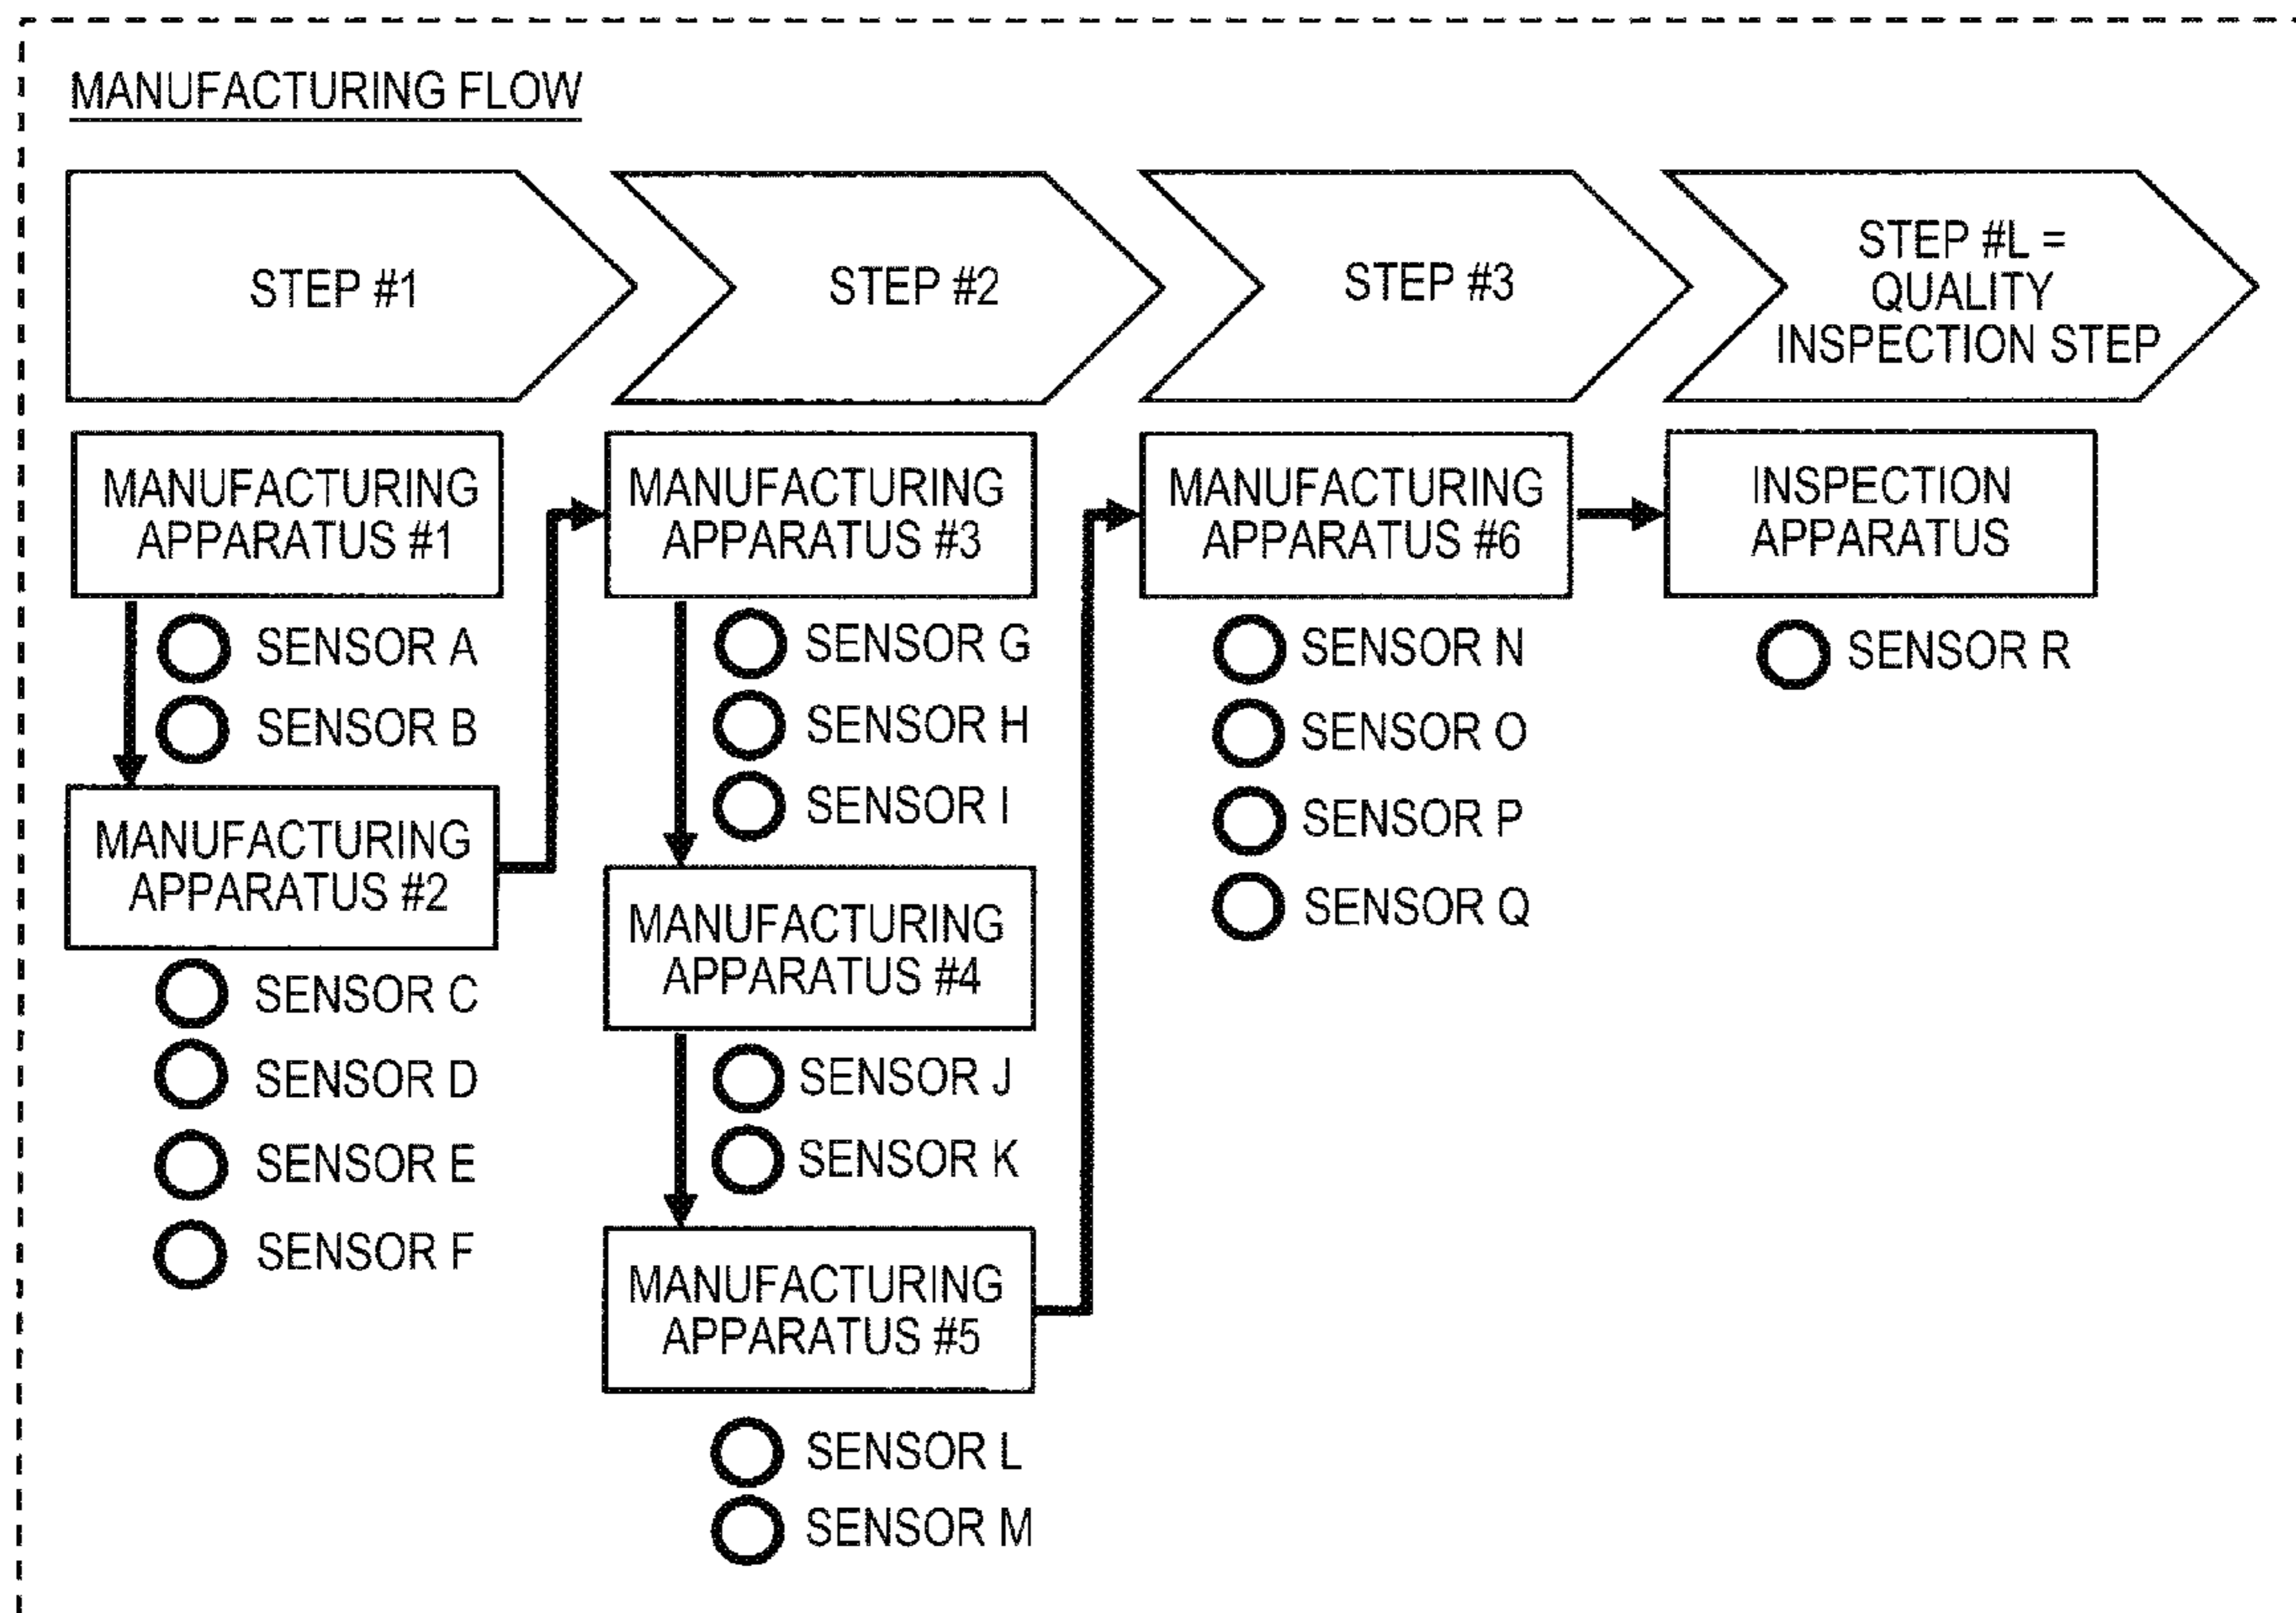 MANUFACTURING FLOW
STEP #1
STEP #2
STEP #3
STEP #L =
QUALITY
INSPECTION STEP
MANUFACTURING
APPARATUS #1
SENSOR A
SENSOR B
MANUFACTURING
APPARATUS #2
SENSOR C
SENSOR D
SENSOR E
SENSOR F
MANUFACTURING
APPARATUS #3
SENSOR G
SENSOR H
SENSOR I
MANUFACTURING
APPARATUS #4
SENSOR J
SENSOR K
MANUFACTURING
APPARATUS #5
SENSOR L
SENSOR M
MANUFACTURING
APPARATUS #6
SENSOR N
SENSOR O
SENSOR P
SENSOR Q
INSPECTION
APPARATUS
SENSOR R